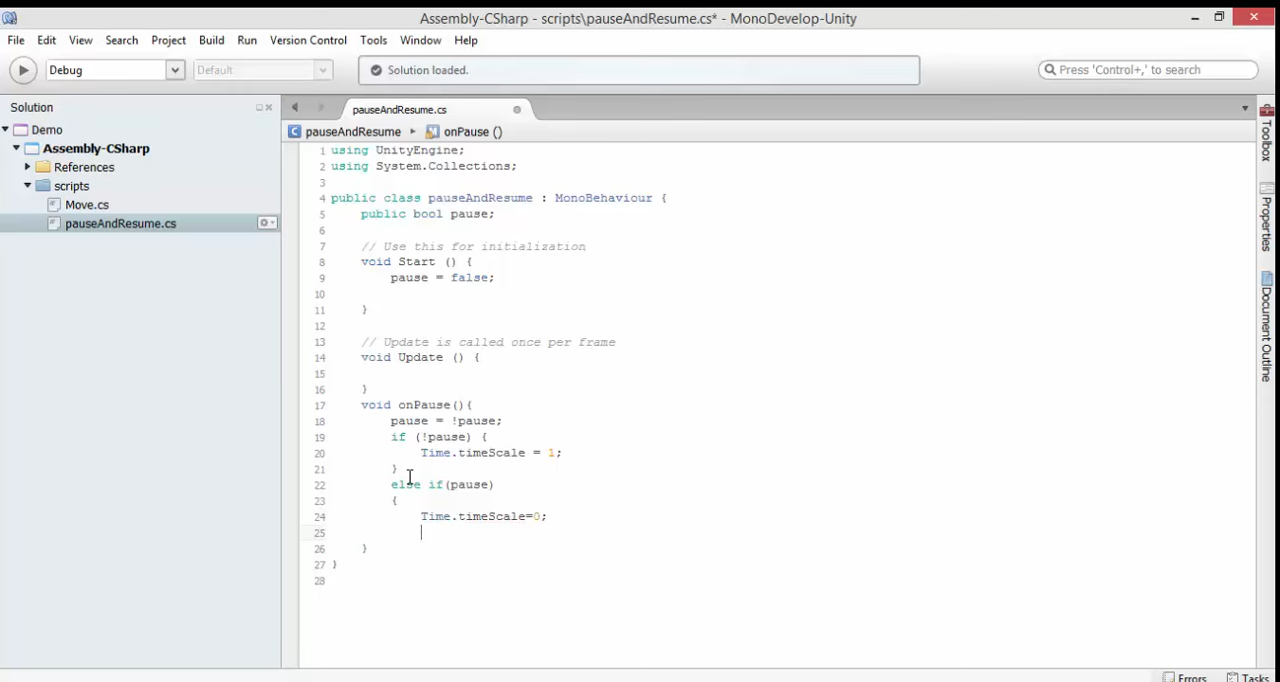 Assembly-CSharp - scripts\pauseAndResume.cs* - MonoDevelop-Unity
File Edit View Search Project Build Run Version Control Tools Window Help
Debug Default Solution loaded. Press 'Control+,' to search
Solution
pauseAndResume.cs
Demo
pauseAndResume onPause ()
Assembly-CSharp
References
scripts
Move.cs
pauseAndResume.cs
1 using UnityEngine;
2 using System.Collections;
3
4 public class pauseAndResume : MonoBehaviour {
5 public bool pause;
6
7 // Use this for initialization
8 void Start () {
9 pause = false;
10
11 }
12
13 // Update is called once per frame
14 void Update () {
15
16 }
17 void onPause(){
18 pause = !pause;
19 if (!pause) {
20 Time.timeScale = 1;
21 }
22 else if(pause)
23 {
24 Time.timeScale=0;
25
26 }
27 }
28
Toolbox
Properties
Document Outline
Errors Tasks